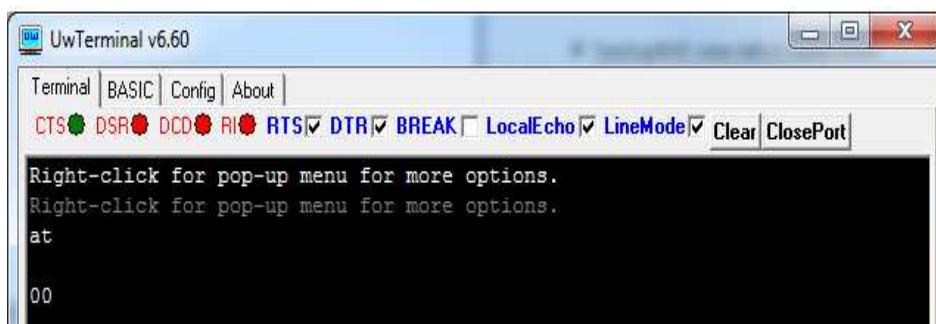 UwTerminal v6.60
Terminal BASIC Config About
CTS DSR DCD RI RTS DTR BREAK LocalEcho LineMode Clear ClosePort
Right-click for pop-up menu for more options.
Right-click for pop-up menu for more options.
at
00